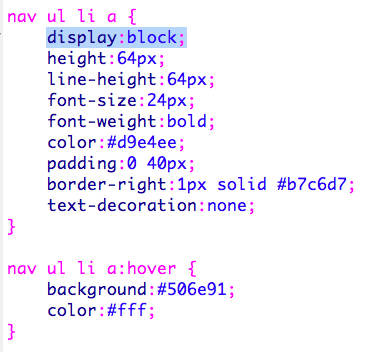 nav ul li a {
display:block;
height:64px;
line-height:64px;
font-size:24px;
font-weight:bold;
color:#d9e4ee;
padding:0 40px;
border-right:1px solid #b7c6d7;
text-decoration:none;
}
nav ul li a:hover {
background:#506e91;
color:#fff;
}